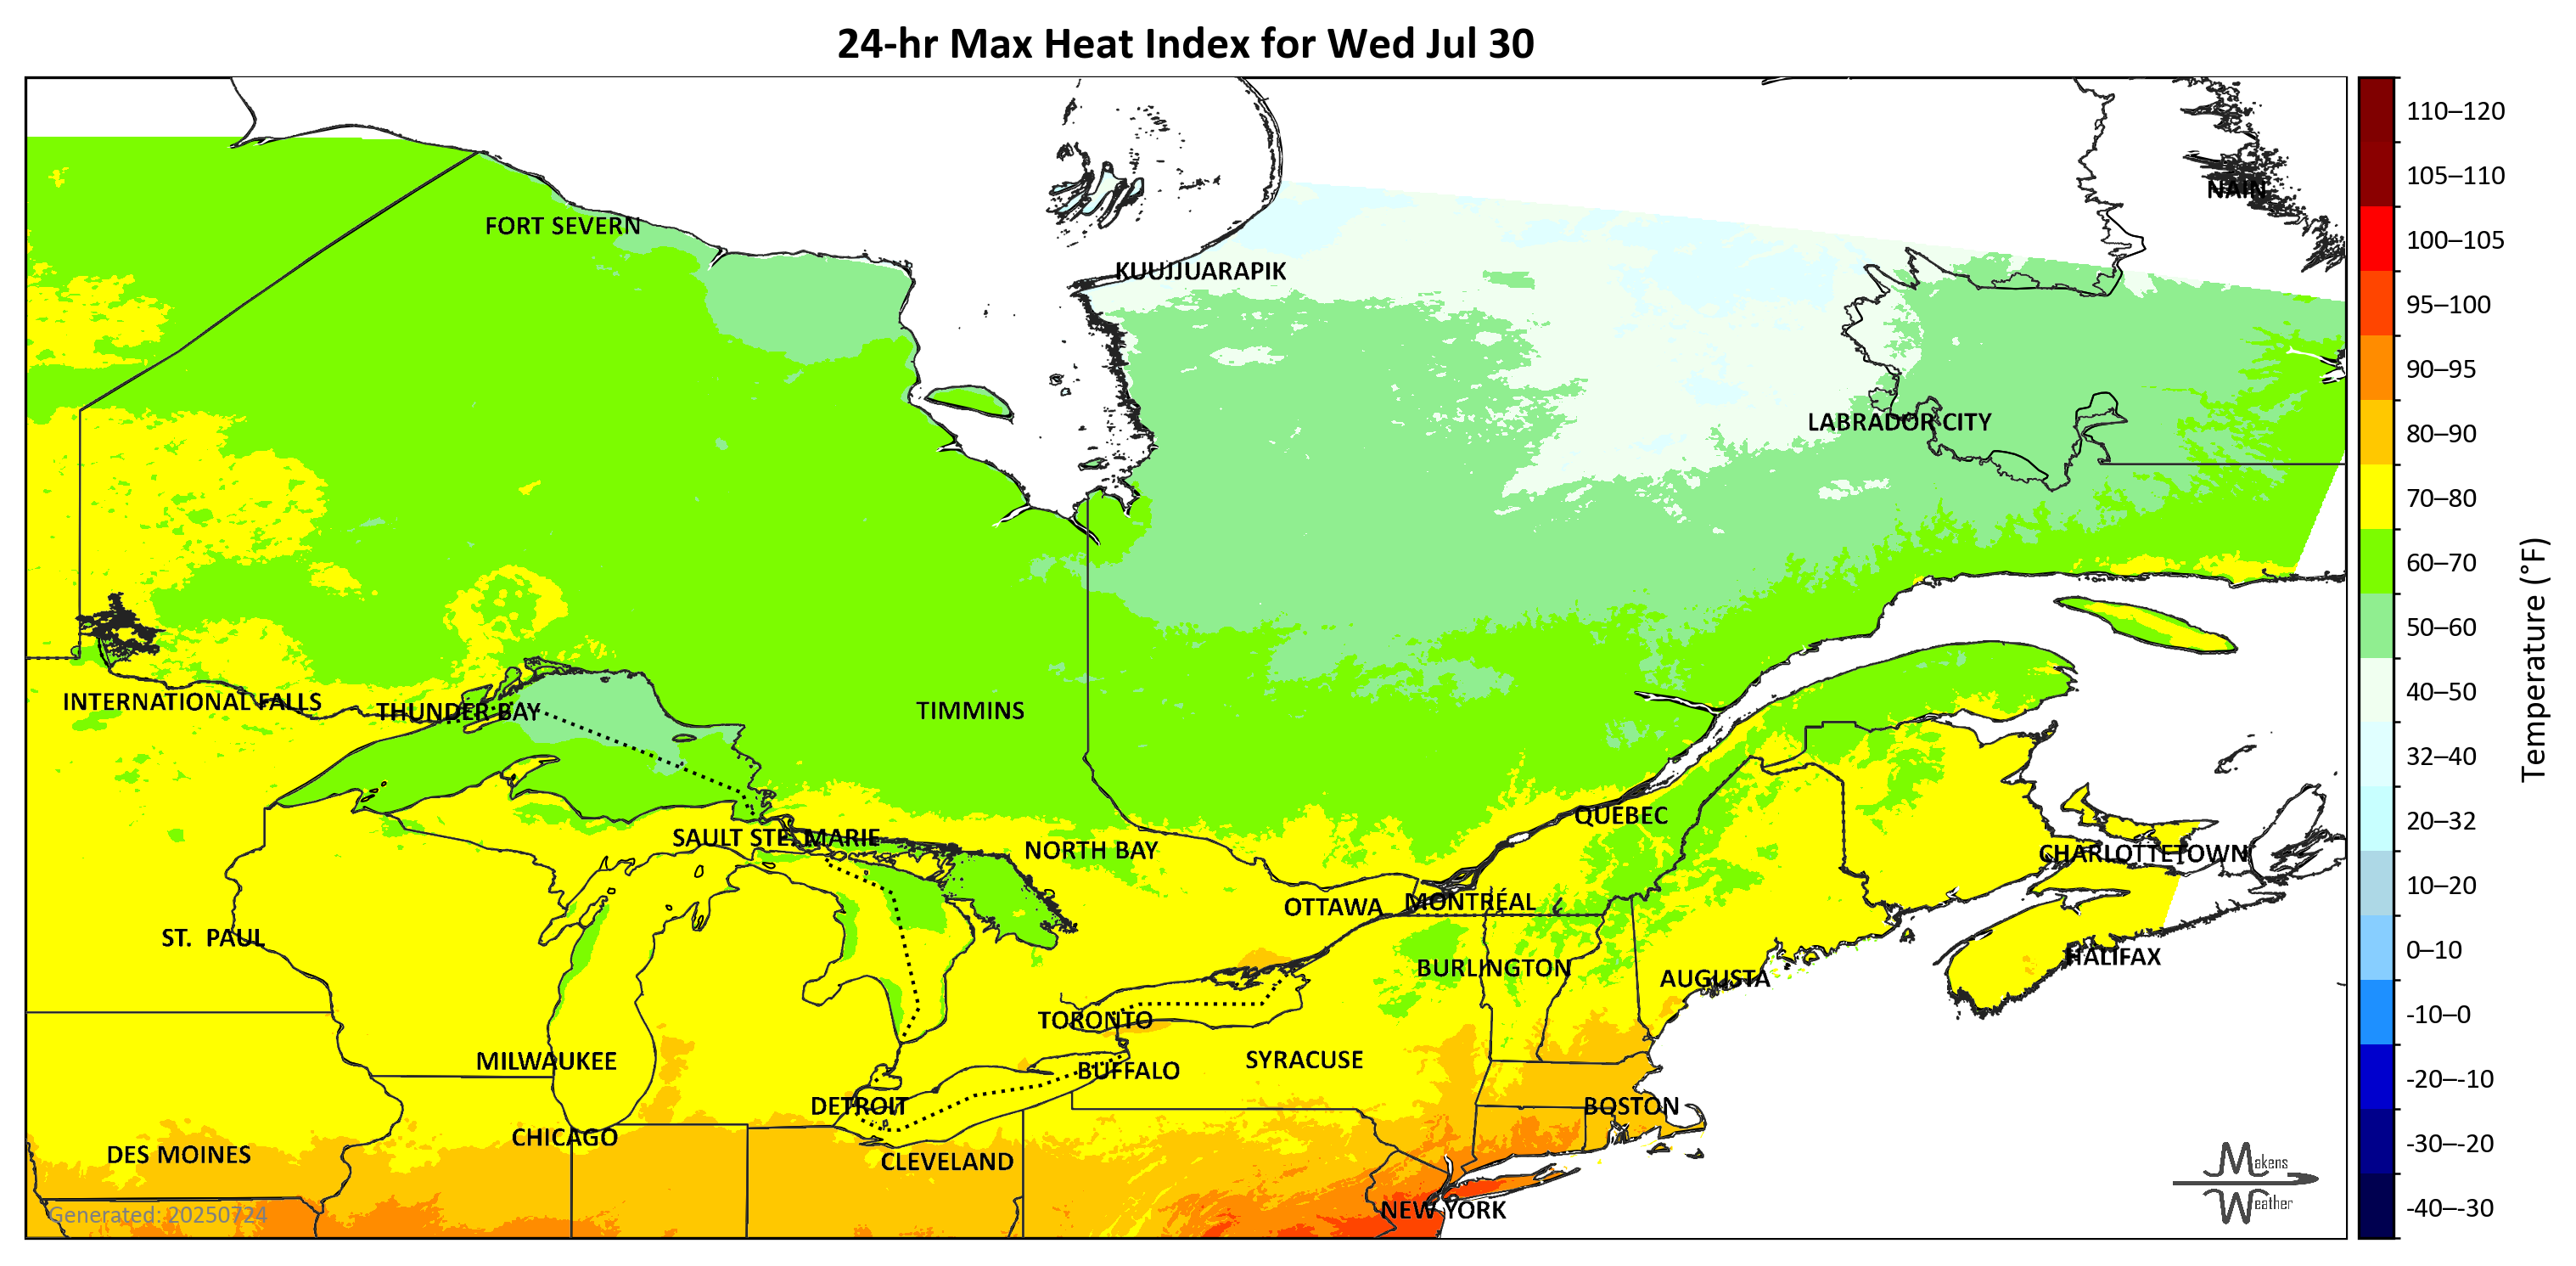 24-hr Max Heat Index for Wed Jul 30
NAIN
FORT SEVERN
KUUJJUARAPIK
LABRADOR CITY
INTERNATIONAL FALLS
THUNDER BAY
TIMMINS
QUÉBEC
SAULT STE. MARIE
NORTH BAY
CHARLOTTETOWN
OTTAWA
MONTRÉAL
ST. PAUL
HALIFAX
BURLINGTON
AUGUSTA
TORONTO
MILWAUKEE
BUFFALO
SYRACUSE
DETROIT
BOSTON
CHICAGO
DES MOINES
CLEVELAND
NEW YORK
Generated: 20250724
Makens
Weather
110–120
105–110
100–105
95–100
90–95
80–90
70–80
60–70
50–60
40–50
32–40
20–32
10–20
0–10
-10–0
-20–-10
-30–-20
-40–-30
Temperature (°F)